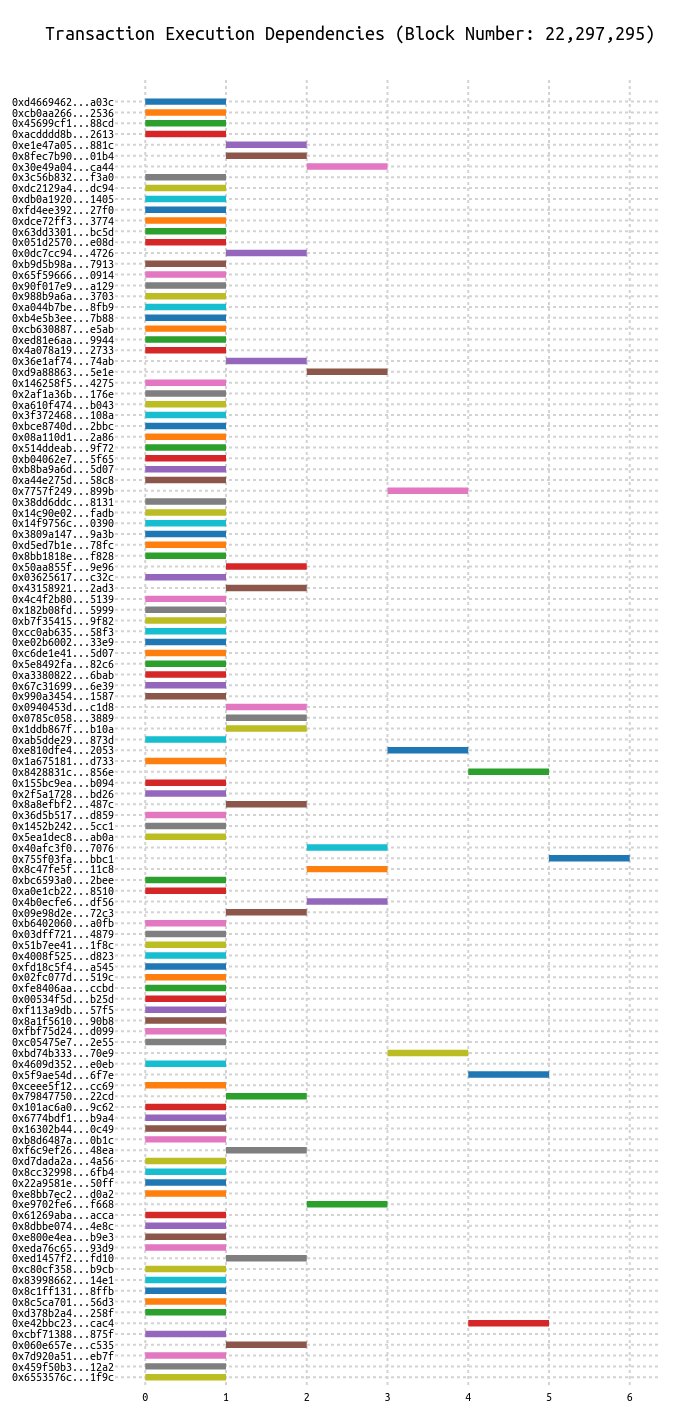 Transaction Execution Dependencies (Block Number: 22,297,295)
0xd4669462...a03c
0xcb0aa266...2536
0x45699cf1...88cd
0xacdddd8b...2613
0xe1e47a05...881c
0x8fec7b90...01b4
0x30e49a04...ca44
0x3c56b832...f3a0
0xdc2129a4...dc94
0xdb0a1920...1405
0xfd4ee392...27f0
0xdce72ff3...3774
0x63dd3301...bc5d
0x051d2570...e08d
0x0dc7cc94...4726
0xb9d5b98a...7913
0x65f59666...0914
0x90f017e9...a129
0x988b9a6a...3703
0xa044b7be...8fb9
0xb4e5b3ee...7b88
0xcb630887...e5ab
0xed81e6aa...9944
0x4a078a19...2733
0x36e1af74...74ab
0xd9a88863...5e1e
0x146258f5...4275
0x2af1a36b...176e
0xa610f474...b043
0x3f372468...108a
0xbce8740d...2bbc
0x08a110d1...2a86
0x514ddeab...9f72
0xb04062e7...5f65
0xb8ba9a6d...5d07
0xa44e275d...58c8
0x7757f249...899b
0x38dd6ddc...8131
0x14c90e02...fadb
0x14f9756c...0390
0x3809a147...9a3b
0xd5ed7b1e...78fc
0x8bb1818e...f828
0x50aa855f...9e96
0x03625617...c32c
0x43158921...2ad3
0x4c4f2b80...5139
0x182b08fd...5999
0xb7f35415...9f82
0xcc0ab635...58f3
0xe02b6002...33e9
0xc6de1e41...5d07
0x5e8492fa...82c6
0xa3380822...6bab
0x67c31699...6e39
0x990a3454...1587
0x0940453d...c1d8
0x0785c058...3889
0x1ddb867f...b10a
0xab5dde29...873d
0xe810dfe4...2053
0x1a675181...d733
0x8428831c...856e
0x155bc9ea...b094
0x2f5a1728...bd26
0x8a8efbf2...487c
0x36d5b517...d859
0x1452b242...5cc1
0x5ea1dec8...ab0a
0x40afc3f0...7076
0x755f03fa...bbc1
0x8c47fe5f...11c8
0xbc6593a0...2bee
0xa0e1cb22...8510
0x4b0ecfe6...df56
0x09e98d2e...72c3
0xb6402060...a0fb
0x03dff721...4879
0x51b7ee41...1f8c
0x4008f525...d823
0xfd18c5f4...a545
0x02fc077d...519c
0xfe8406aa...ccbd
0x00534f5d...b25d
0xf113a9db...57f5
0x8a1f5610...90b8
0xfbf75d24...d099
0xc05475e7...2e55
0xbd74b333...70e9
0x4609d352...e0eb
0x5f9ae54d...6f7e
0xceee5f12...cc69
0x79847750...22cd
0x101ac6a0...9c62
0x6774bdf1...b9a4
0x16302b44...0c49
0xb8d6487a...0b1c
0xf6c9ef26...48ea
0xd7dada2a...4a56
0x8cc32998...6fb4
0x22a9581e...50ff
0xe8bb7ec2...d0a2
0xe9702fe6...f668
0x61269aba...acca
0x8dbbe074...4e8c
0xe800e4ea...b9e3
0xeda76c65...93d9
0xed1457f2...fd10
0xc80cf358...b9cb
0x83998662...14e1
0x8c1ff131...8ffb
0x8c5ca701...56d3
0xd378b2a4...258f
0xe42bbc23...cac4
0xcbf71388...875f
0x060e657e...c535
0x7d920a51...eb7f
0x459f50b3...12a2
0x6553576c...1f9c
0 1 2 3 4 5 6